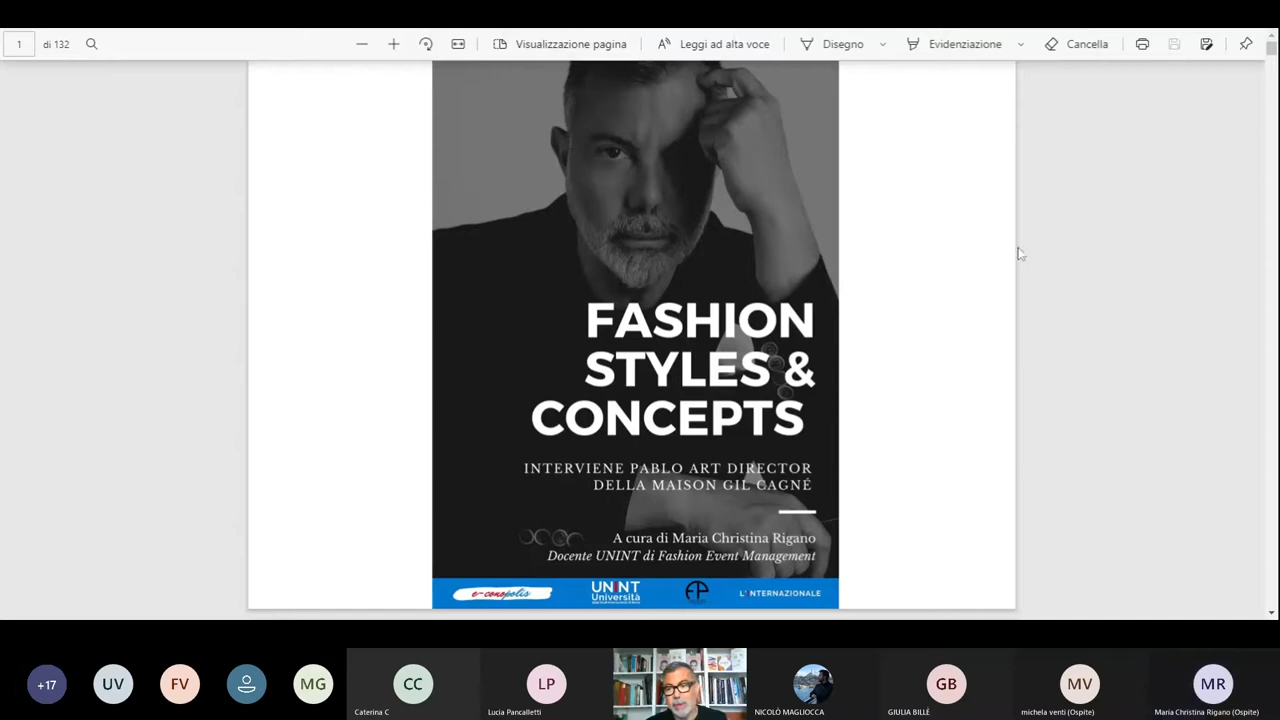 1 di 132 Visualizzazione pagina Leggi ad alta voce Disegno Evidenziazione Cancella
FASHION
STYLES &
CONCEPTS
INTERVIENE PABLO ART DIRECTOR
DELLA MAISON GIL CAGNÉ
A cura di Maria Christina Rigano
Docente UNINT di Fashion Event Management
e-conopolis UNINT Università L'INTERNAZIONALE
+17 UV FV MG CC LP GB MV MR
Caterina C Lucia Pancalletti NICOLÒ MAGLIOCCA GIULIA BILLÈ michela venti (Ospite) Maria Christina Rigano (Ospite)